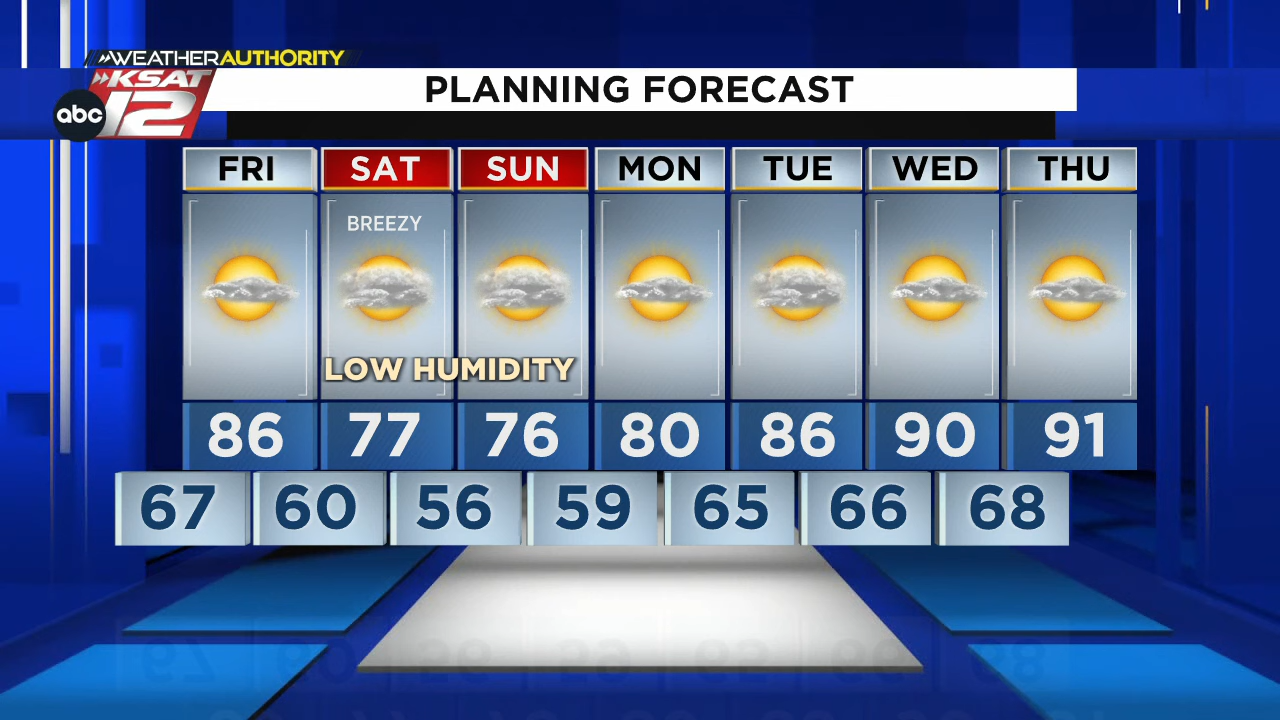 WEATHERAUTHORITY
KSAT
abc 12
PLANNING FORECAST
FRI SAT SUN MON TUE WED THU
BREEZY
LOW HUMIDITY
86 77 76 80 86 90 91
67 60 56 59 65 66 68